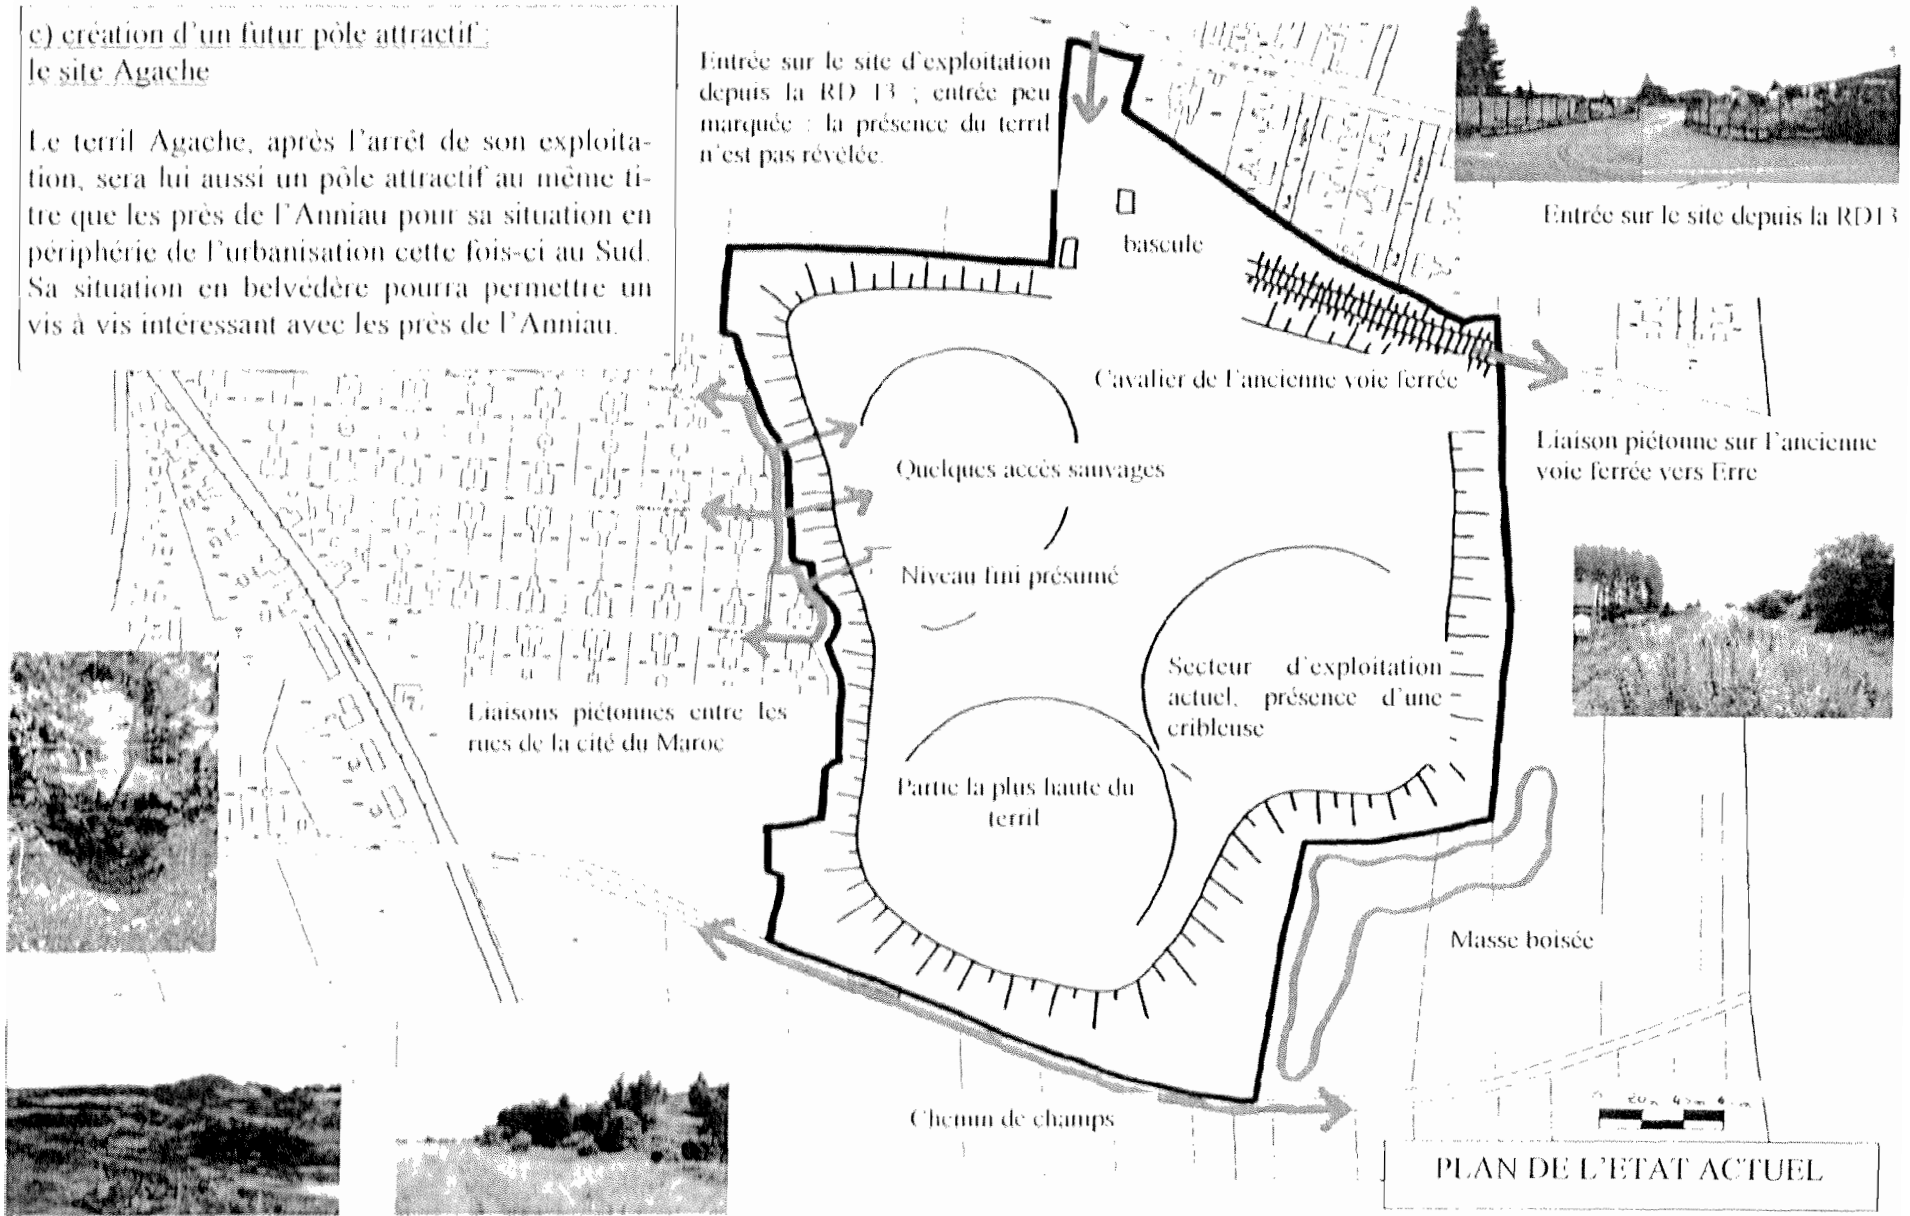 c) création d'un futur pôle attractif :
le site Agache
Le terril Agache, après l'arrêt de son exploita-
tion, sera lui aussi un pôle attractif au même ti-
tre que les près de l'Anniau pour sa situation en
périphérie de l'urbanisation cette fois-ci au Sud.
Sa situation en belvédère pourra permettre un
vis à vis intéressant avec les près de l'Anniau.
Entrée sur le site d'exploitation
depuis la RD 13 ; entrée peu
marquée : la présence du terril
n'est pas révélée.
Entrée sur le site depuis la RD13
bascule
Cavalier de l'ancienne voie ferrée
Liaison piétonne sur l'ancienne
voie ferrée vers Erre
Quelques accès sauvages
Niveau fini présumé
Secteur d'exploitation
actuel, présence d'une
cribleuse
Liaisons piétonnes entre les
rues de la cité du Maroc
Partie la plus haute du
terril
Masse boisée
Chemin de champs
PLAN DE L'ETAT ACTUEL